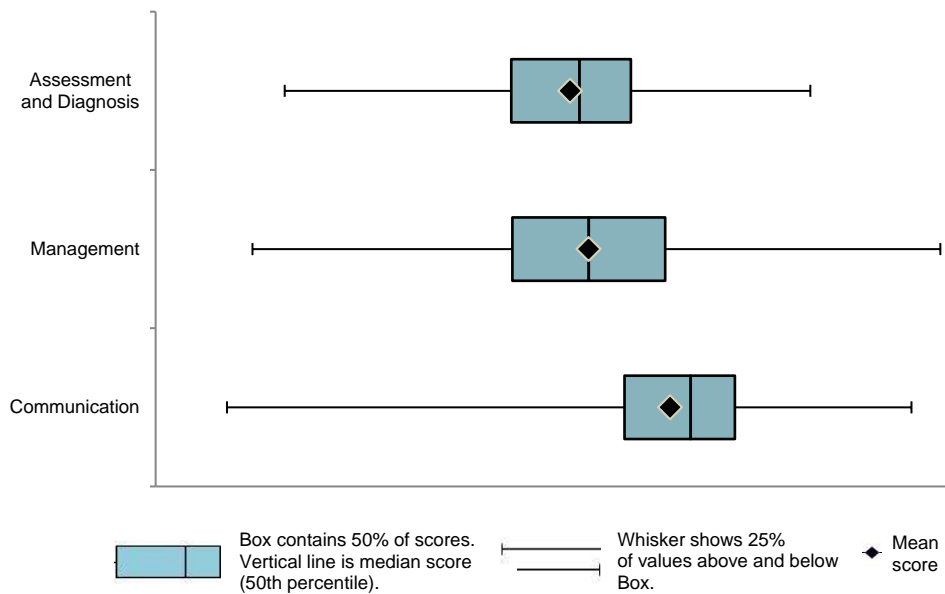 Assessment
and Diagnosis
Management
Communication
Box contains 50% of scores.
Vertical line is median score
(50th percentile).
Whisker shows 25%
of values above and below
Box.
Mean
score